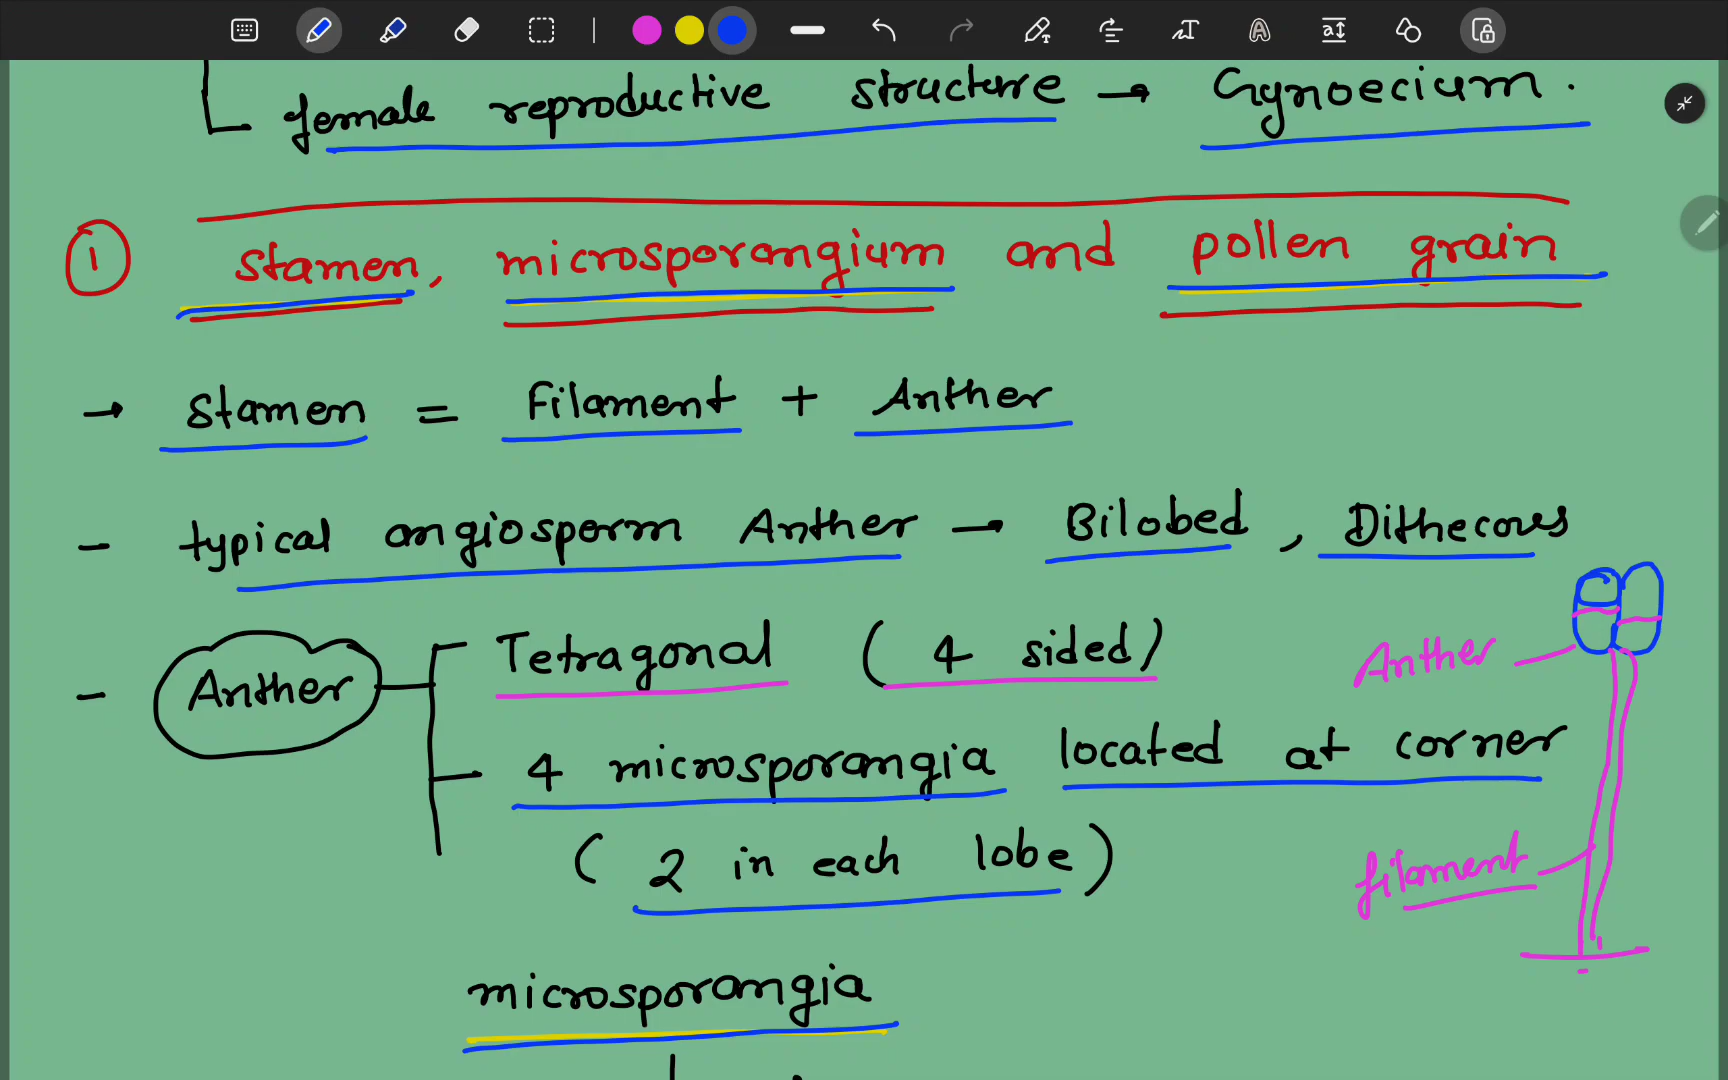 female reproductive structure → Gynoecium.
① stamen, microsporangium and pollen grain
→ stamen = Filament + Anther
- typical angiosperm Anther → Bilobed, Dithecous
- Anther
Tetragonal (4 sided)
4 microsporangia located at corner
(2 in each lobe)
Anther
filament
microsporangia